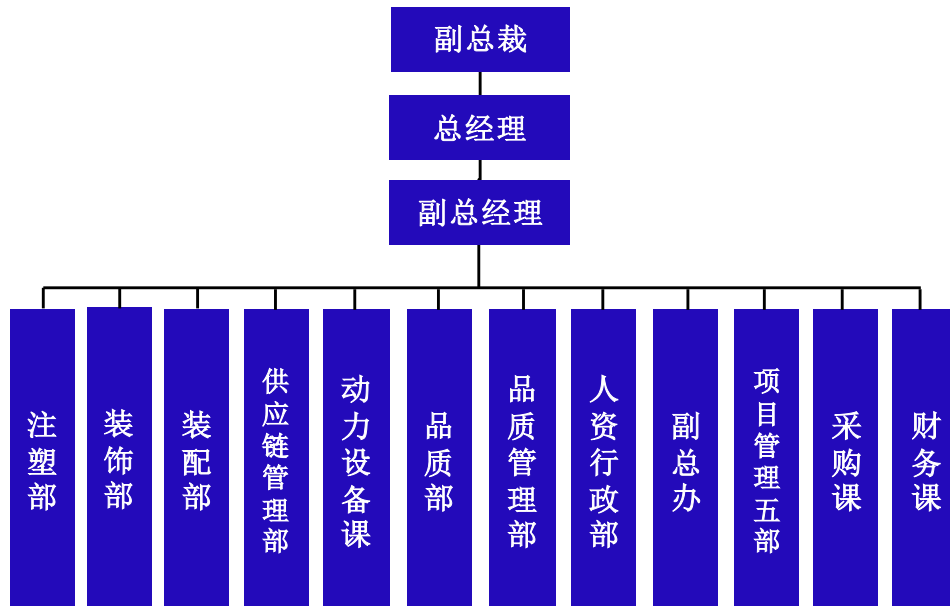 副总裁
总经理
副总经理
注塑部
装饰部
装配部
供应链管理部
动力设备课
品质部
品质管理部
人资行政部
副总办
项目管理五部
采购课
财务课